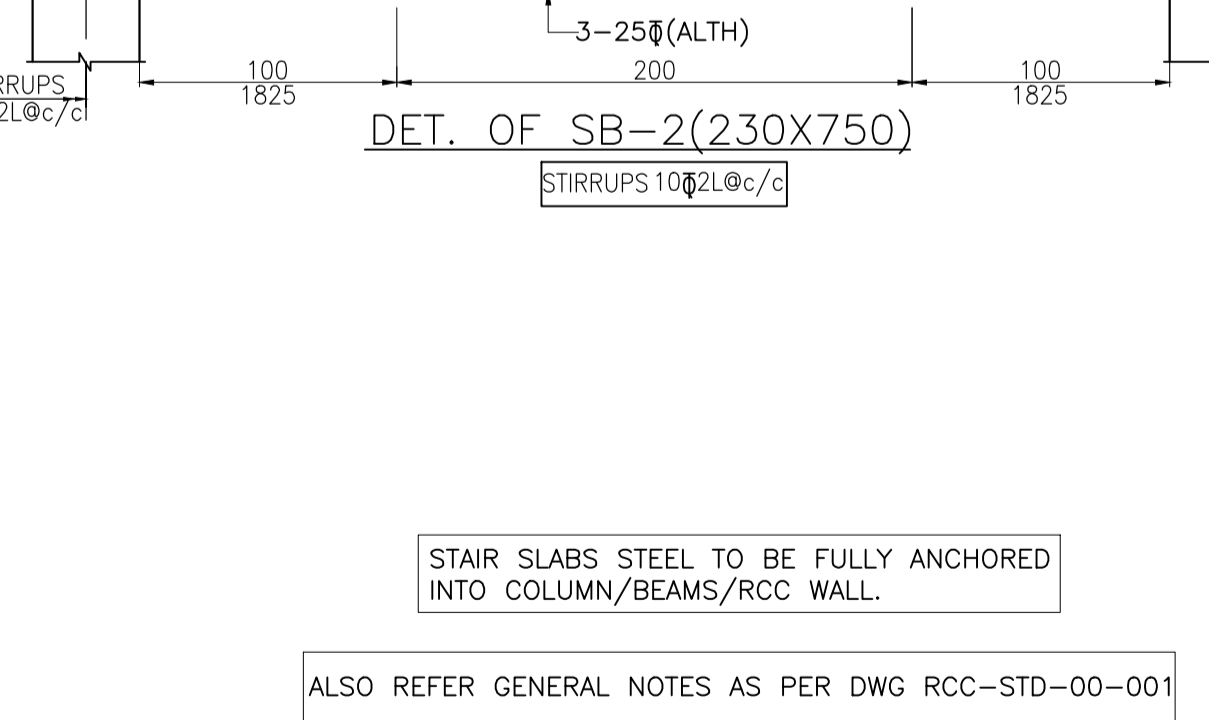 3-25Φ(ALTH)
100 200 100
1825 1825
RRUPS
2L@c/c
DET. OF SB-2(230X750)
STIRRUPS 10Φ2L@c/c
STAIR SLABS STEEL TO BE FULLY ANCHORED
INTO COLUMN/BEAMS/RCC WALL.
ALSO REFER GENERAL NOTES AS PER DWG RCC-STD-00-001